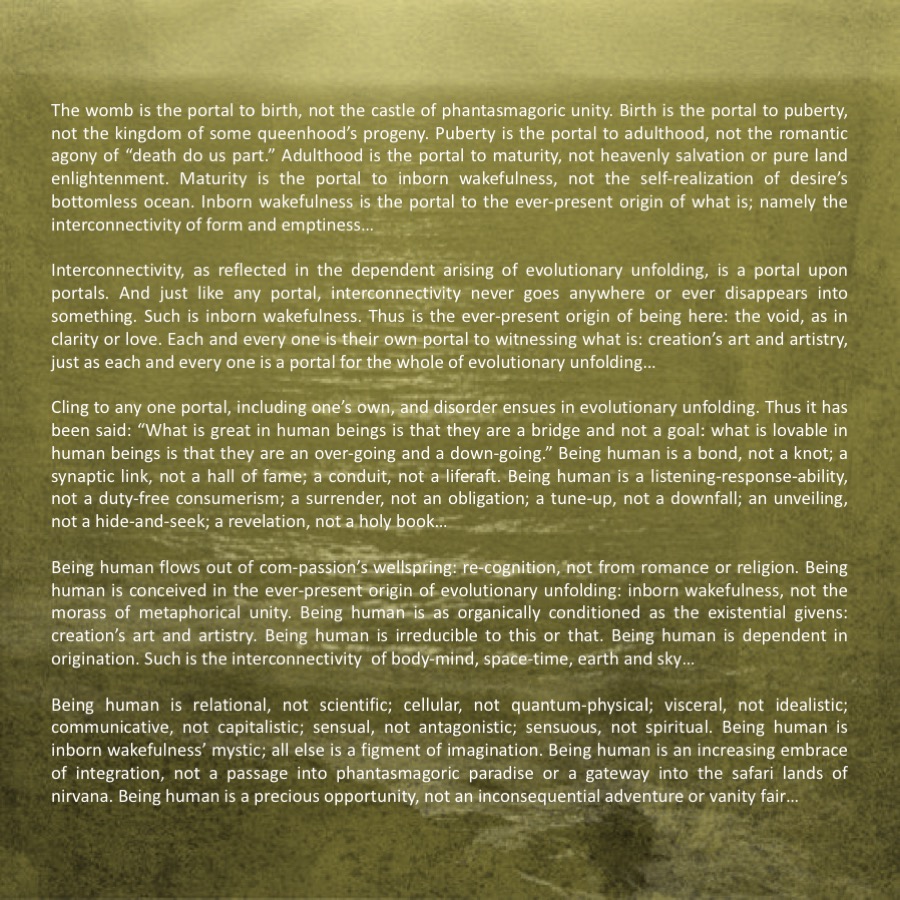 The womb is the portal to birth, not the castle of phantasmagoric unity. Birth is the portal to puberty,
not the kingdom of some queenhood's progeny. Puberty is the portal to adulthood, not the romantic
agony of “death do us part.” Adulthood is the portal to maturity, not heavenly salvation or pure land
enlightenment. Maturity is the portal to inborn wakefulness, not the self-realization of desire's
bottomless ocean. Inborn wakefulness is the portal to the ever-present origin of what is; namely the
interconnectivity of form and emptiness…
Interconnectivity, as reflected in the dependent arising of evolutionary unfolding, is a portal upon
portals. And just like any portal, interconnectivity never goes anywhere or ever disappears into
something. Such is inborn wakefulness. Thus is the ever-present origin of being here: the void, as in
clarity or love. Each and every one is their own portal to witnessing what is: creation's art and artistry,
just as each and every one is a portal for the whole of evolutionary unfolding…
Cling to any one portal, including one's own, and disorder ensues in evolutionary unfolding. Thus it has
been said: “What is great in human beings is that they are a bridge and not a goal: what is lovable in
human beings is that they are an over-going and a down-going.” Being human is a bond, not a knot; a
synaptic link, not a hall of fame; a conduit, not a liferaft. Being human is a listening-response-ability,
not a duty-free consumerism; a surrender, not an obligation; a tune-up, not a downfall; an unveiling,
not a hide-and-seek; a revelation, not a holy book…
Being human flows out of com-passion's wellspring: re-cognition, not from romance or religion. Being
human is conceived in the ever-present origin of evolutionary unfolding: inborn wakefulness, not the
morass of metaphorical unity. Being human is as organically conditioned as the existential givens:
creation's art and artistry. Being human is irreducible to this or that. Being human is dependent in
origination. Such is the interconnectivity of body-mind, space-time, earth and sky…
Being human is relational, not scientific; cellular, not quantum-physical; visceral, not idealistic;
communicative, not capitalistic; sensual, not antagonistic; sensuous, not spiritual. Being human is
inborn wakefulness' mystic; all else is a figment of imagination. Being human is an increasing embrace
of integration, not a passage into phantasmagoric paradise or a gateway into the safari lands of
nirvana. Being human is a precious opportunity, not an inconsequential adventure or vanity fair…